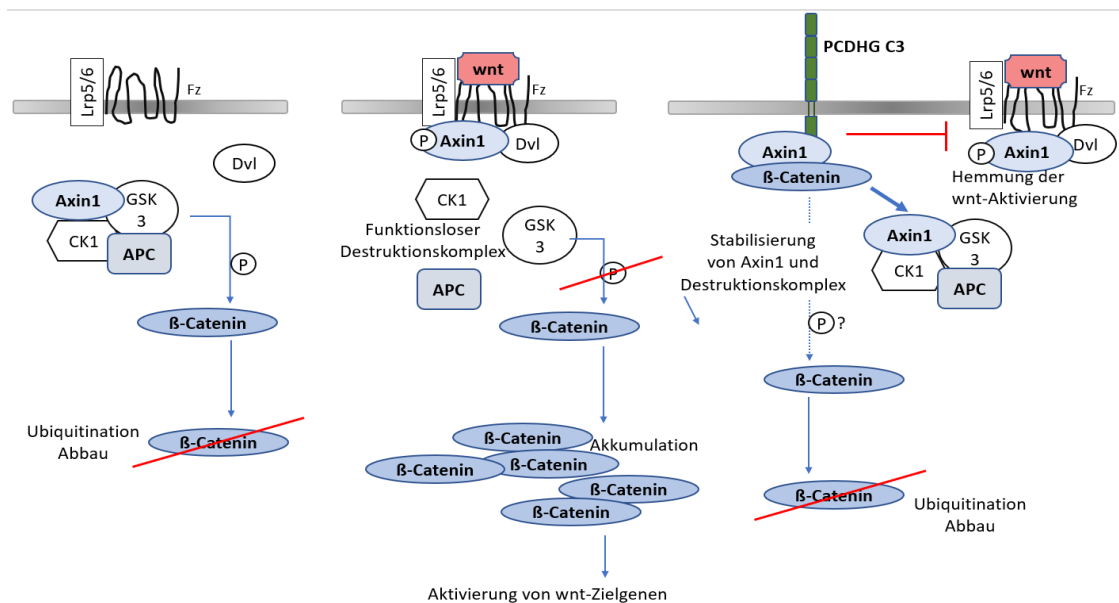 Lrp5/6
Fz
Dvl
Axin1
GSK
3
CK1
APC
P
ß-Catenin
Ubiquitination
Abbau
ß-Catenin
Lrp5/6
wnt
Fz
P
Axin1
Dvl
CK1
Funktionsloser
Destruktionskomplex
GSK
3
APC
P
ß-Catenin
ß-Catenin
Akkumulation
ß-Catenin
ß-Catenin
ß-Catenin
ß-Catenin
Aktivierung von wnt-Zielgenen
PCDHG C3
Axin1
ß-Catenin
Lrp5/6
wnt
Fz
P
Axin1
Dvl
Hemmung der
wnt-Aktivierung
Stabilisierung
von Axin1 und
Destruktionskomplex
Axin1
GSK
3
CK1
APC
P ?
ß-Catenin
ß-Catenin
Ubiquitination
Abbau